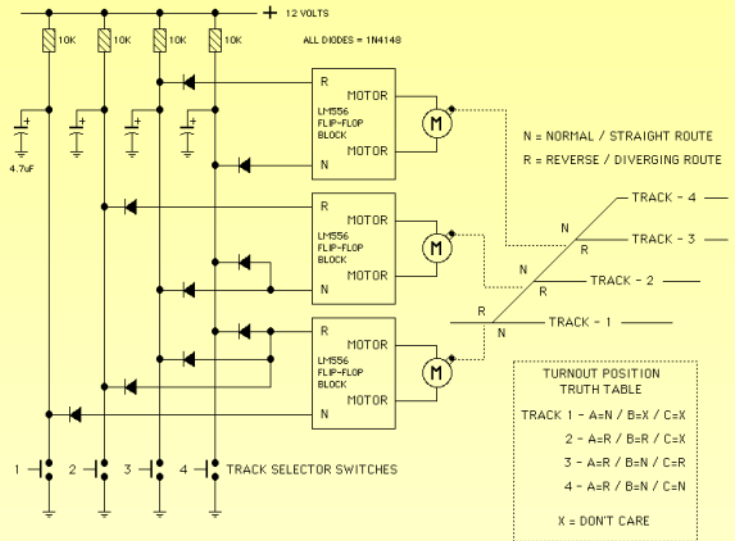 + 12 VOLTS
10K
10K
10K
10K
ALL DIODES = 1N4148
+
+
+
+
4.7uF
R
MOTOR
LM556
FLIP-FLOP
BLOCK
M
MOTOR
N
N = NORMAL / STRAIGHT ROUTE
R = REVERSE / DIVERGING ROUTE
R
MOTOR
LM556
FLIP-FLOP
BLOCK
M
MOTOR
N
R
MOTOR
LM556
FLIP-FLOP
BLOCK
M
MOTOR
N
TRACK - 4
N
TRACK - 3
R
N
TRACK - 2
R
R
TRACK - 1
N
TURNOUT POSITION
TRUTH TABLE
TRACK 1 - A=N / B=X / C=X
2 - A=R / B=R / C=X
3 - A=R / B=N / C=R
4 - A=R / B=N / C=N
X = DON'T CARE
1
2
3
4
TRACK SELECTOR SWITCHES